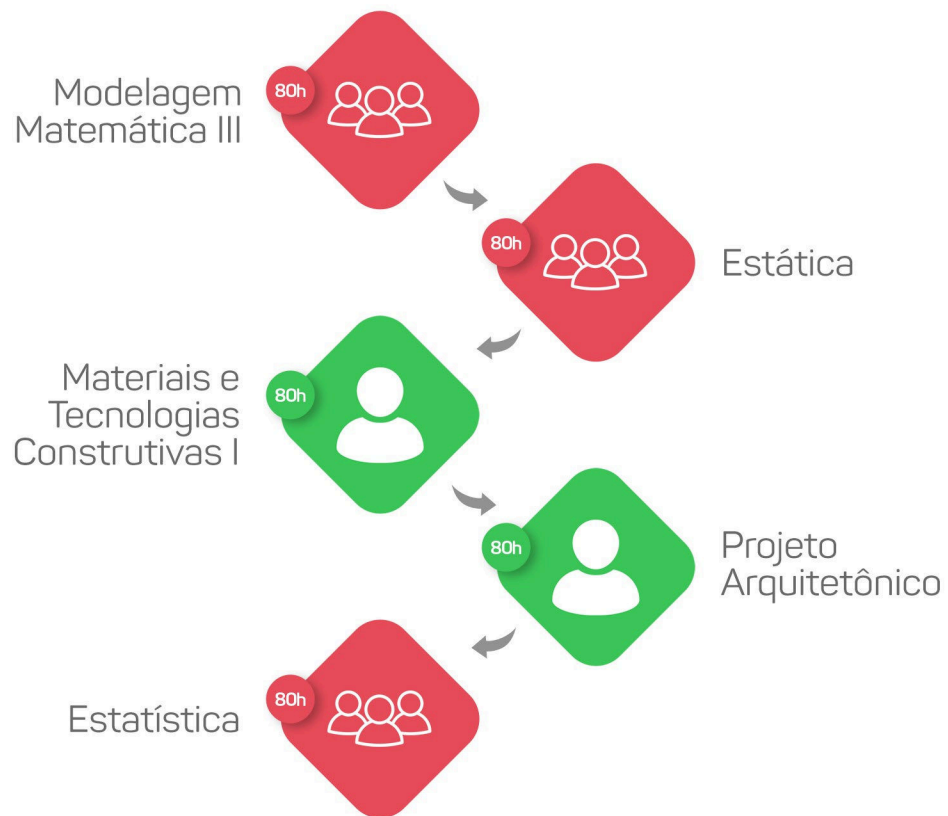 Modelagem
Matemática III
80h
80h
Estática
Materiais e
Tecnologias
Construtivas I
80h
80h
Projeto
Arquitetônico
Estatística
80h